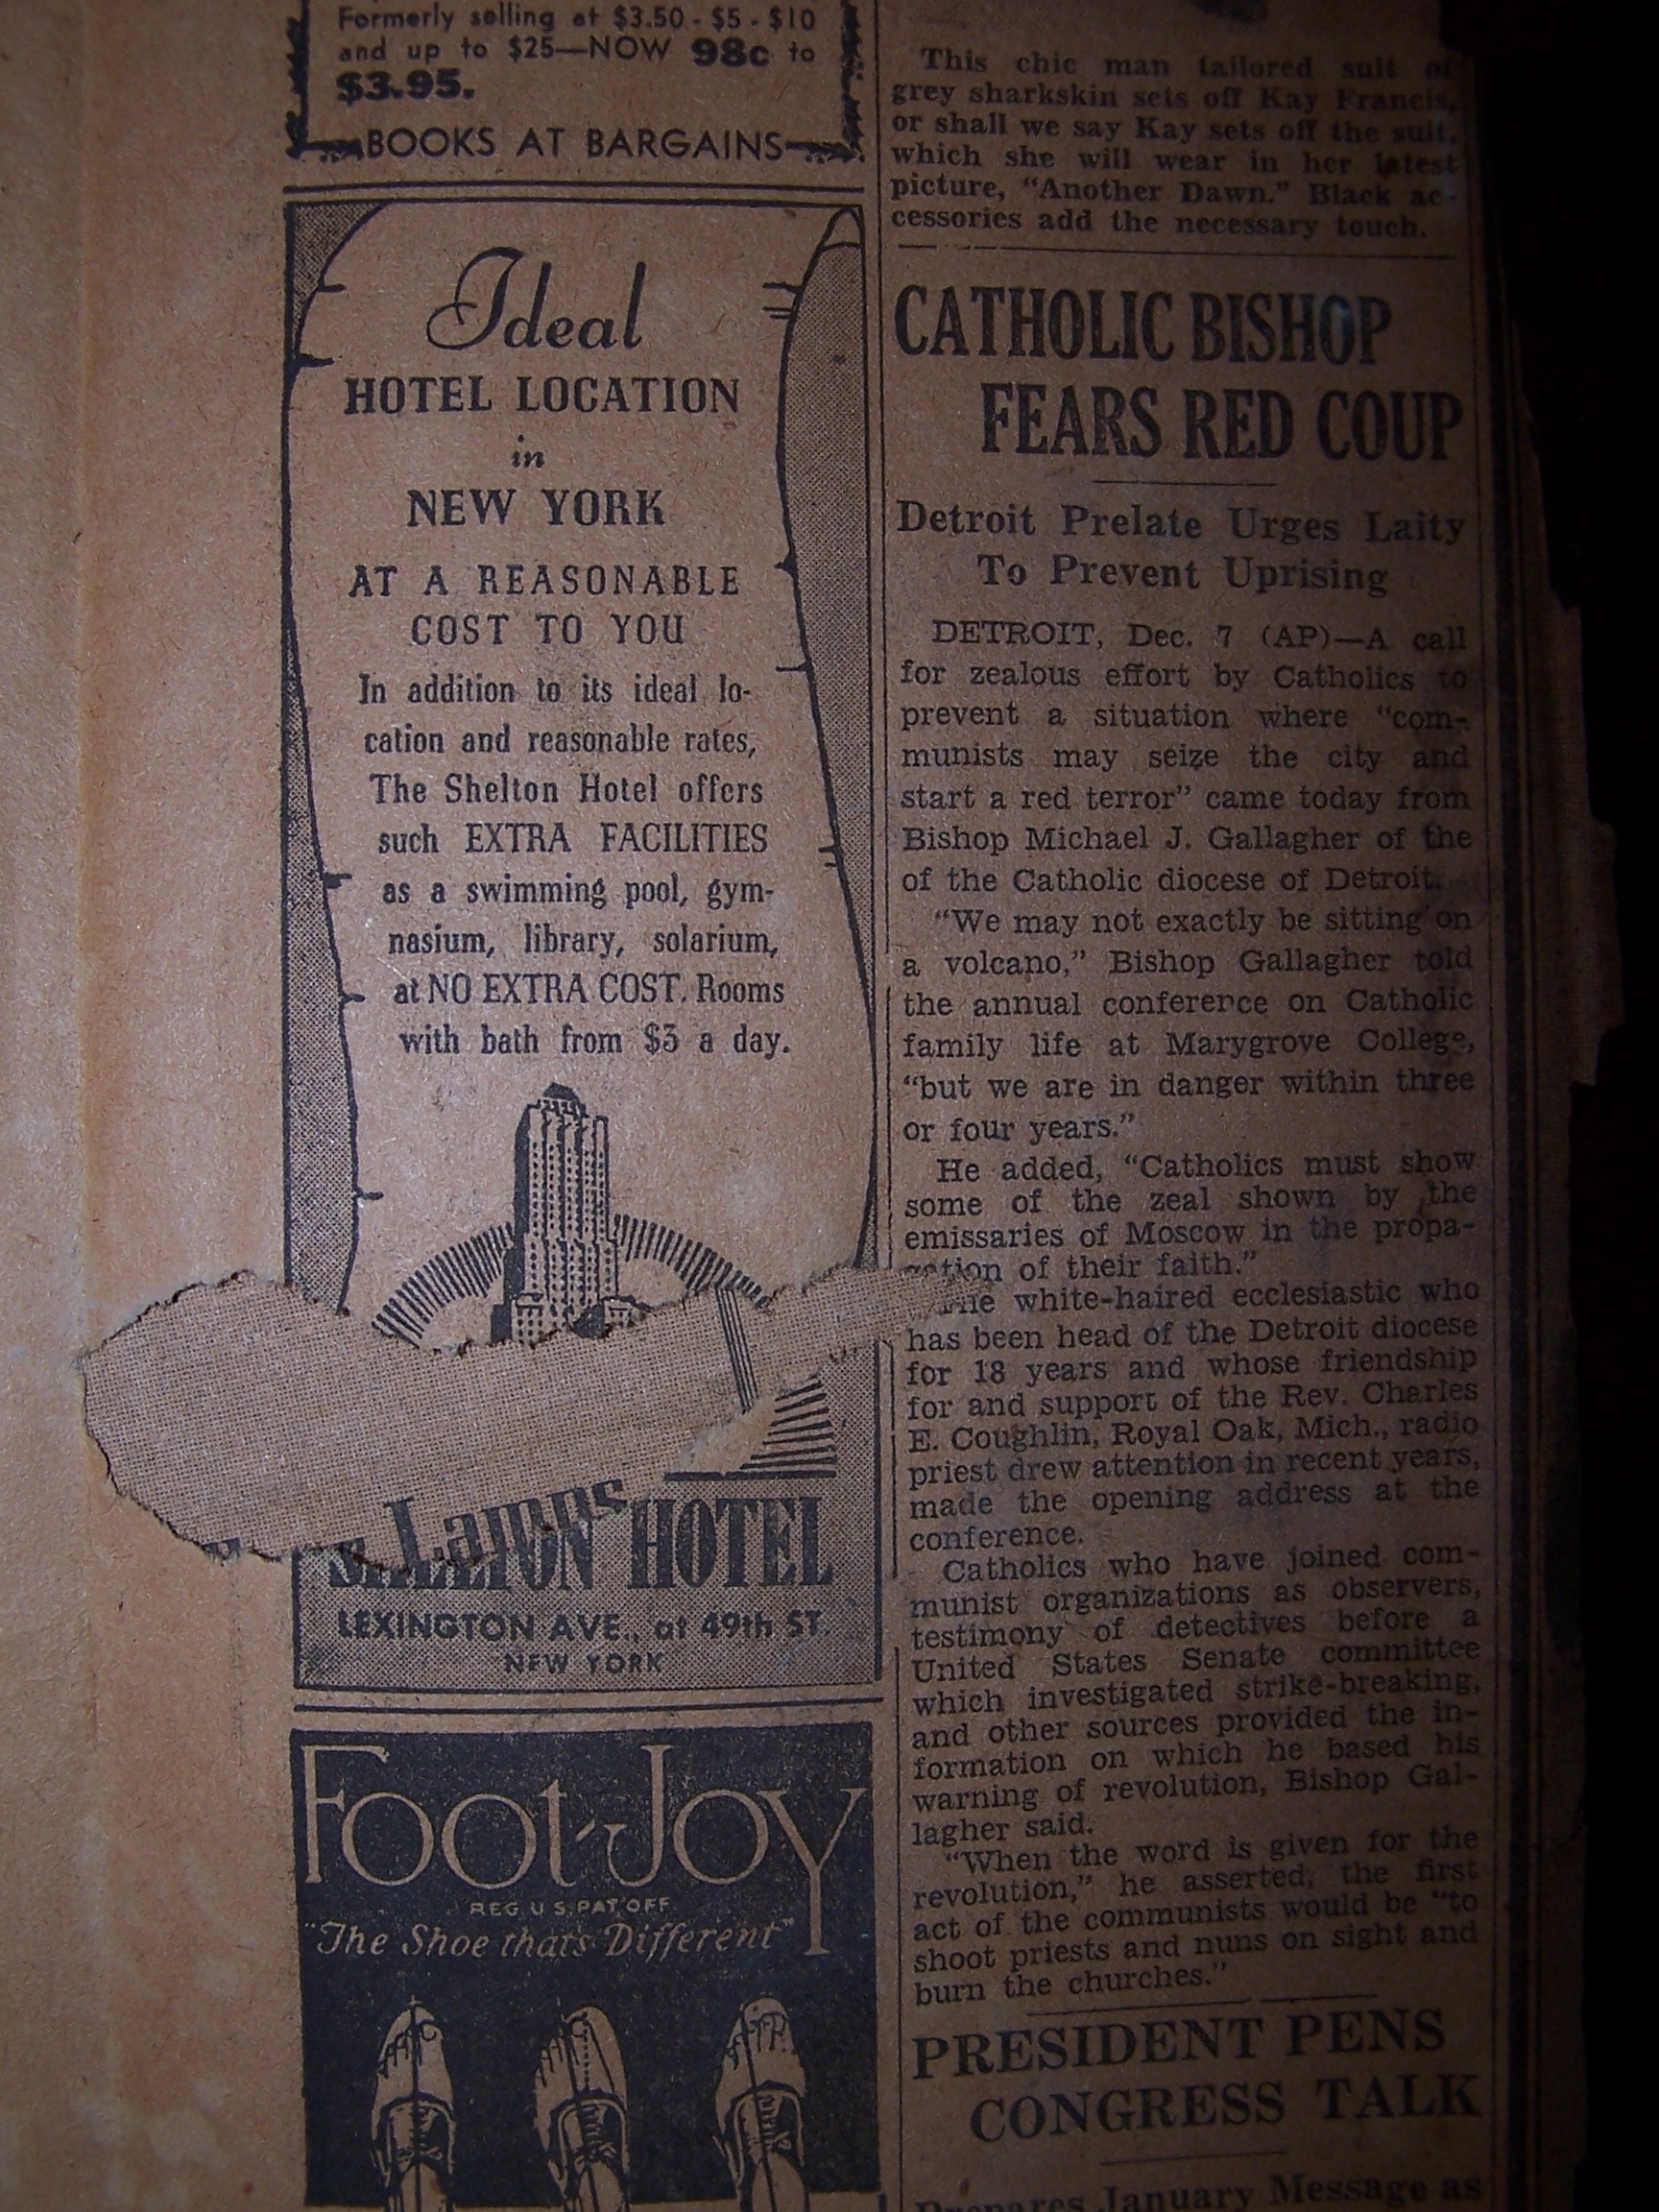 Formerly selling at $3.50 - $5 - $10
and up to $25—NOW 98c to
$3.95.
BOOKS AT BARGAINS
Ideal
HOTEL LOCATION
in
NEW YORK
AT A REASONABLE
COST TO YOU
In addition to its ideal lo-
cation and reasonable rates,
The Shelton Hotel offers
such EXTRA FACILITIES
as a swimming pool, gym-
nasium, library, solarium,
at NO EXTRA COST. Rooms
with bath from $3 a day.
Lamps
SHELTON HOTEL
LEXINGTON AVE., at 49th ST.
NEW YORK
Foot-Joy
REG. U.S. PAT. OFF.
"The Shoe that's Different"
This chic man tailored suit of
grey sharkskin sets off Kay Francis,
or shall we say Kay sets off the suit,
which she will wear in her latest
picture, "Another Dawn." Black ac-
cessories add the necessary touch.
CATHOLIC BISHOP
FEARS RED COUP
Detroit Prelate Urges Laity
To Prevent Uprising
DETROIT, Dec. 7 (AP)—A call
for zealous effort by Catholics to
prevent a situation where "com-
munists may seize the city and
start a red terror" came today from
Bishop Michael J. Gallagher of the
of the Catholic diocese of Detroit.
"We may not exactly be sitting on
a volcano," Bishop Gallagher told
the annual conference on Catholic
family life at Marygrove College,
"but we are in danger within three
or four years."
He added, "Catholics must show
some of the zeal shown by the
emissaries of Moscow in the propa-
gation of their faith."
The white-haired ecclesiastic who
has been head of the Detroit diocese
for 18 years and whose friendship
for and support of the Rev. Charles
E. Coughlin, Royal Oak, Mich., radio
priest drew attention in recent years,
made the opening address at the
conference.
Catholics who have joined com-
munist organizations as observers,
testimony of detectives before a
United States Senate committee
which investigated strike-breaking,
and other sources provided the in-
formation on which he based his
warning of revolution, Bishop Gal-
lagher said.
"When the word is given for the
revolution," he asserted, the first
act of the communists would be "to
shoot priests and nuns on sight and
burn the churches."
PRESIDENT PENS
CONGRESS TALK
Prepares January Message as